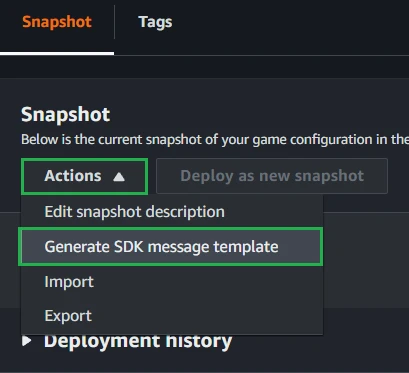 Snapshot
Tags
Snapshot
Below is the current snapshot of your game configuration in the
Actions
Deploy as new snapshot
Edit snapshot description
Generate SDK message template
Import
Export
Deployment history